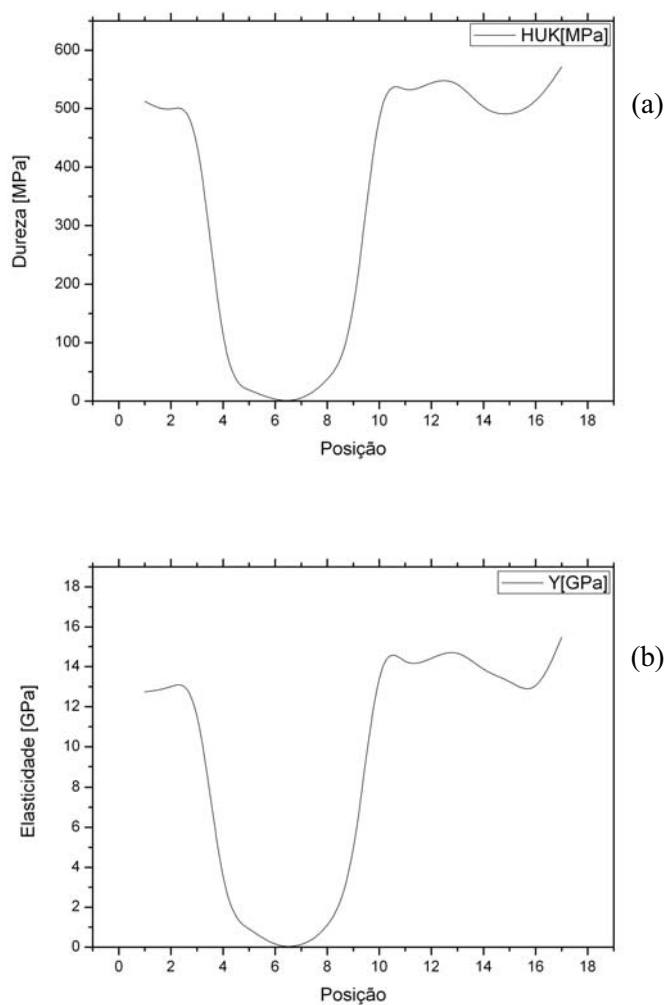 HUK[MPa]
(a)
Dureza [MPa]
600
500
400
300
200
100
0
0 2 4 6 8 10 12 14 16 18
Posição
Y[GPa]
(b)
Elasticidade [GPa]
18
16
14
12
10
8
6
4
2
0
0 2 4 6 8 10 12 14 16 18
Posição